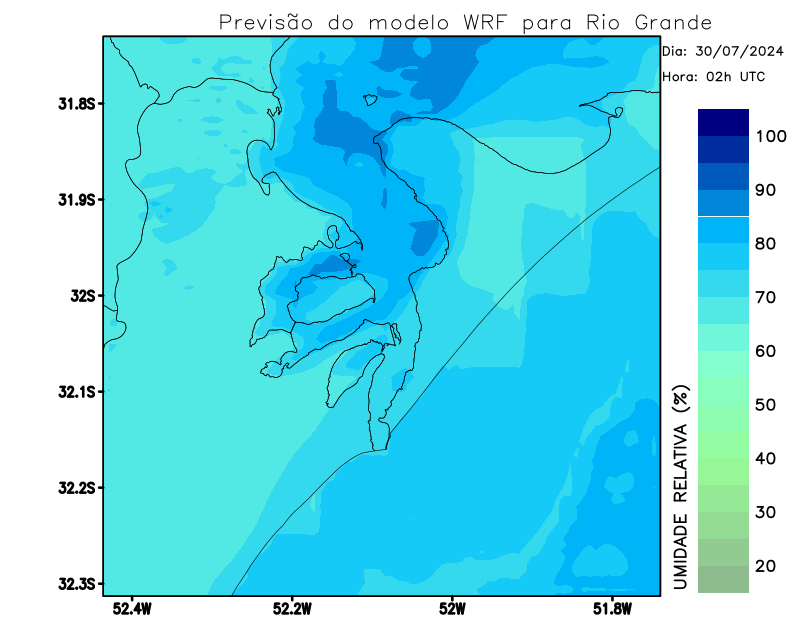 Previsão do modelo WRF para Rio Grande
Dia: 30/07/2024
Hora: 02h UTC
31.8S
31.9S
32S
32.1S
32.2S
32.3S
52.4W
52.2W
52W
51.8W
100
90
80
70
60
50
40
30
20
UMIDADE RELATIVA (%)